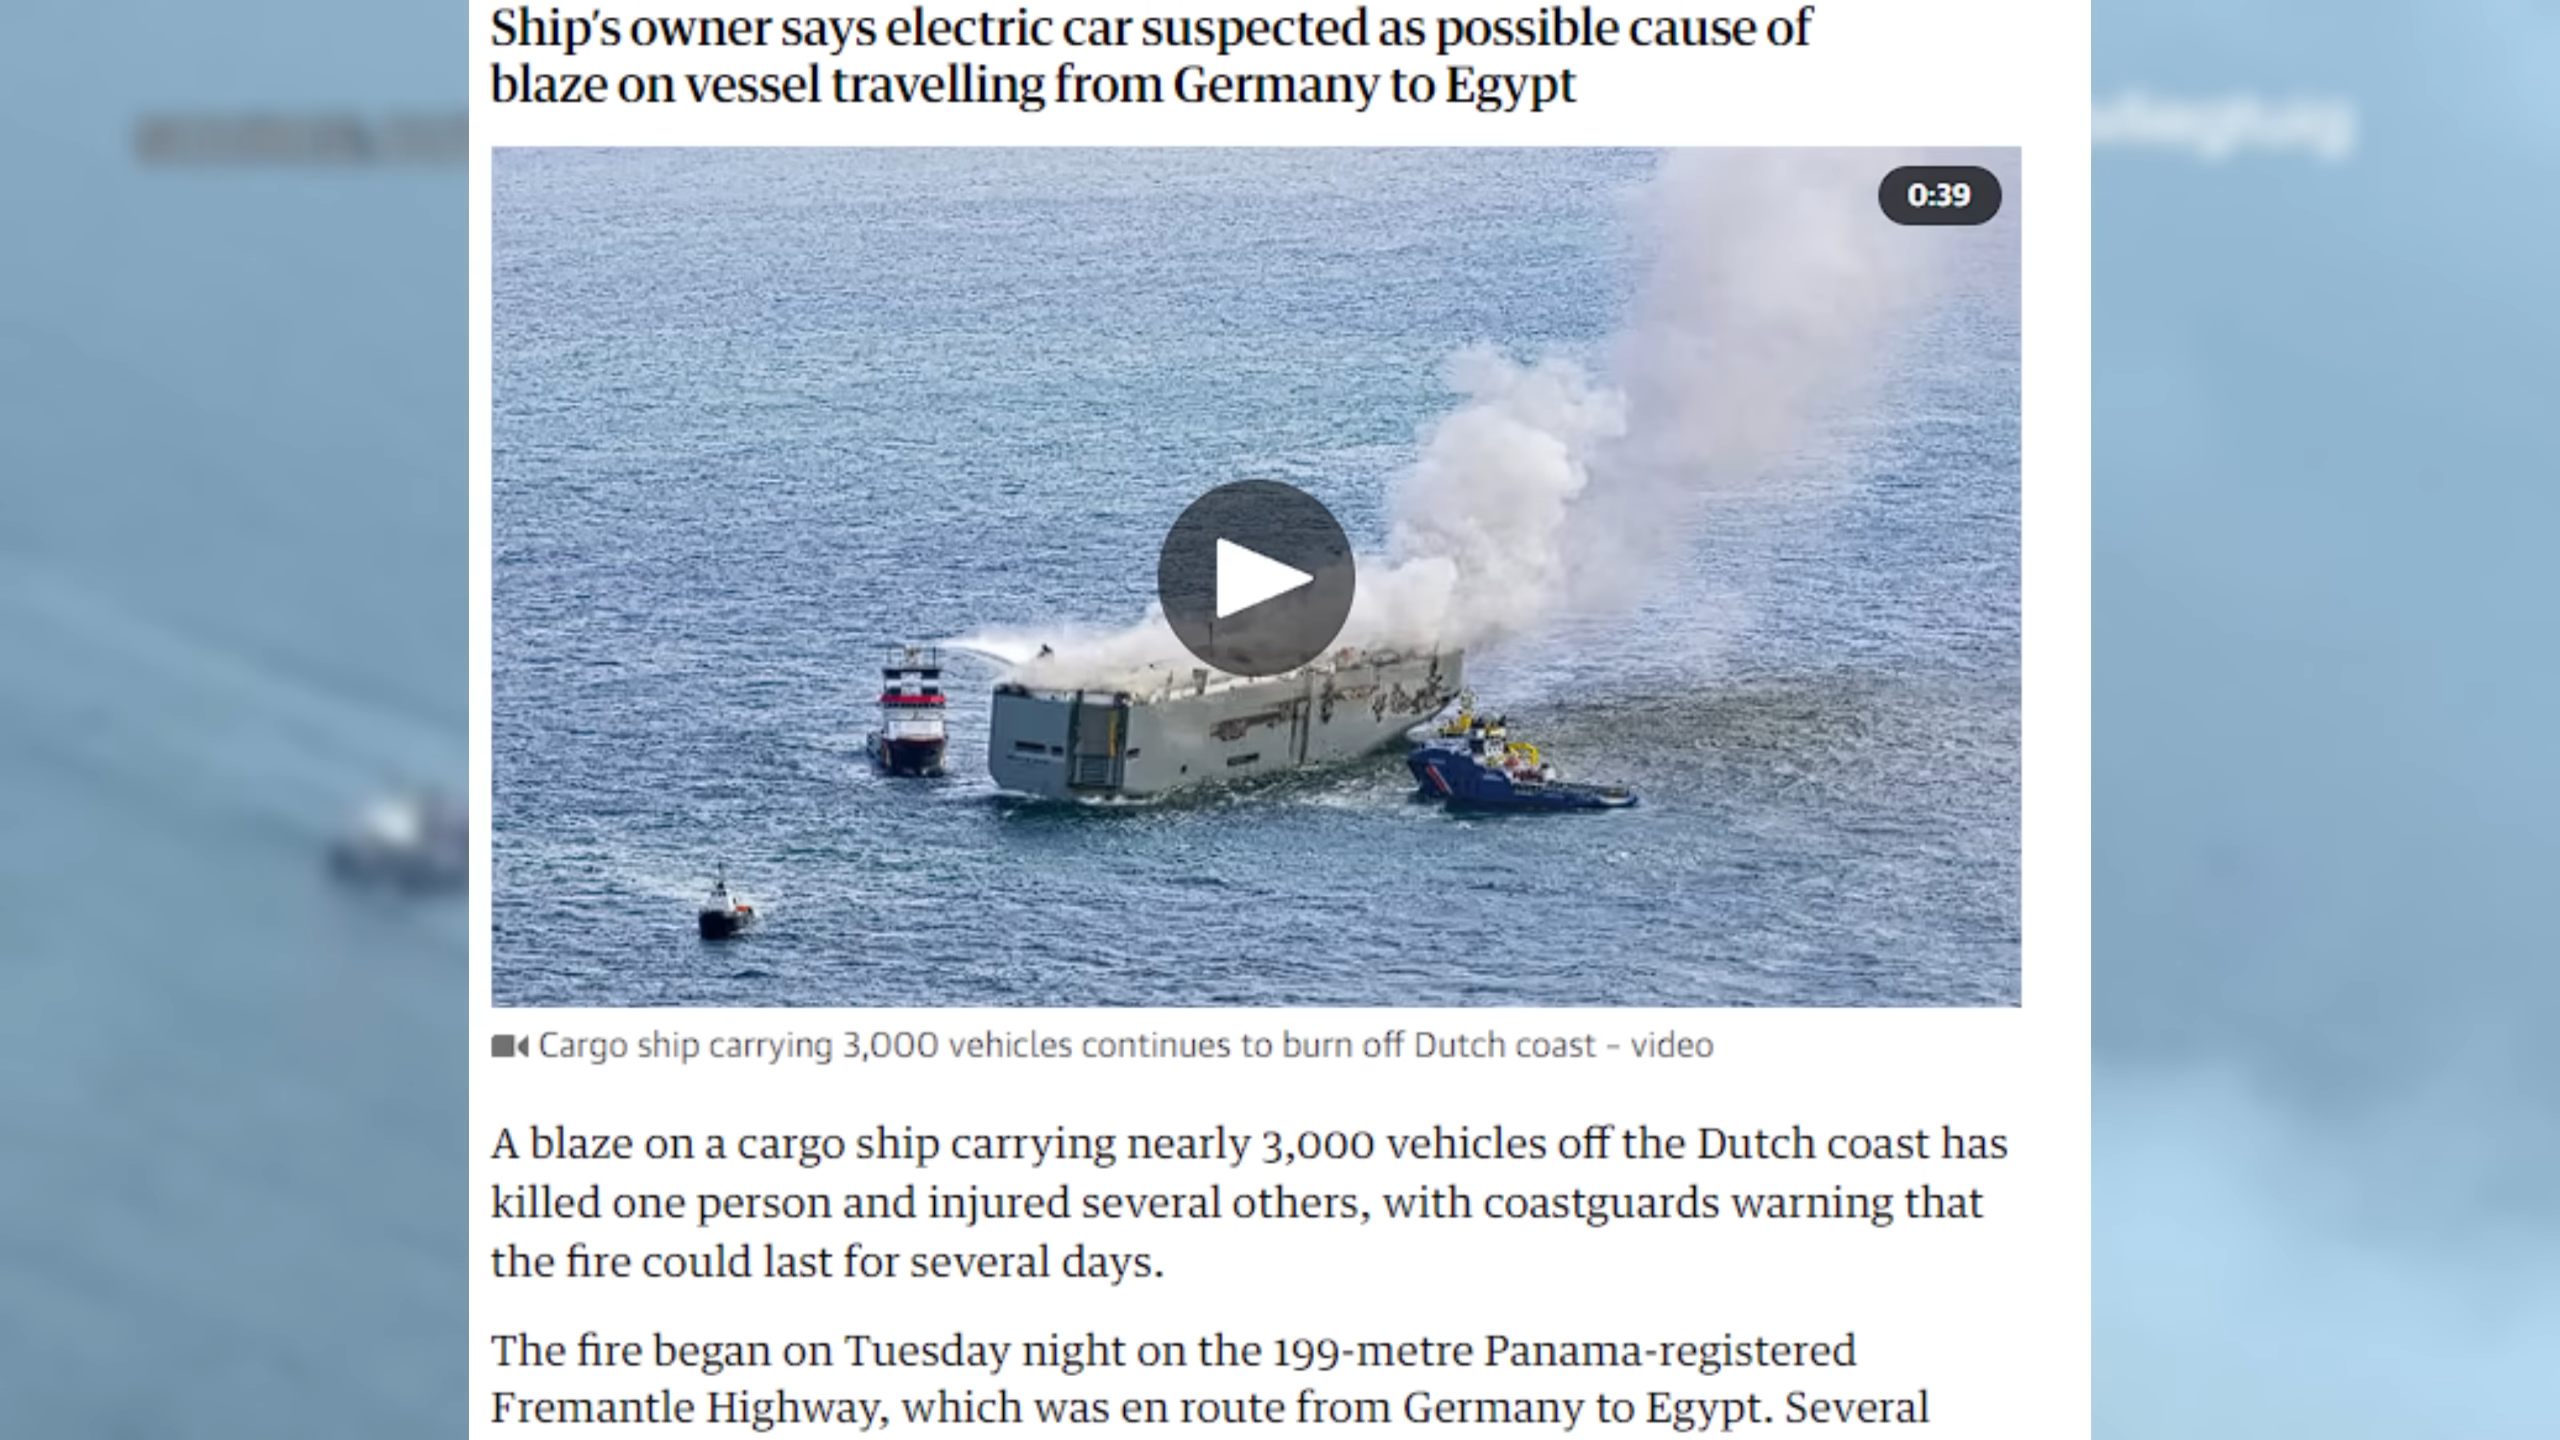 Ship's owner says electric car suspected as possible cause of
blaze on vessel travelling from Germany to Egypt
0:39
Cargo ship carrying 3,000 vehicles continues to burn off Dutch coast – video
A blaze on a cargo ship carrying nearly 3,000 vehicles off the Dutch coast has
killed one person and injured several others, with coastguards warning that
the fire could last for several days.
The fire began on Tuesday night on the 199-metre Panama-registered
Fremantle Highway, which was en route from Germany to Egypt. Several